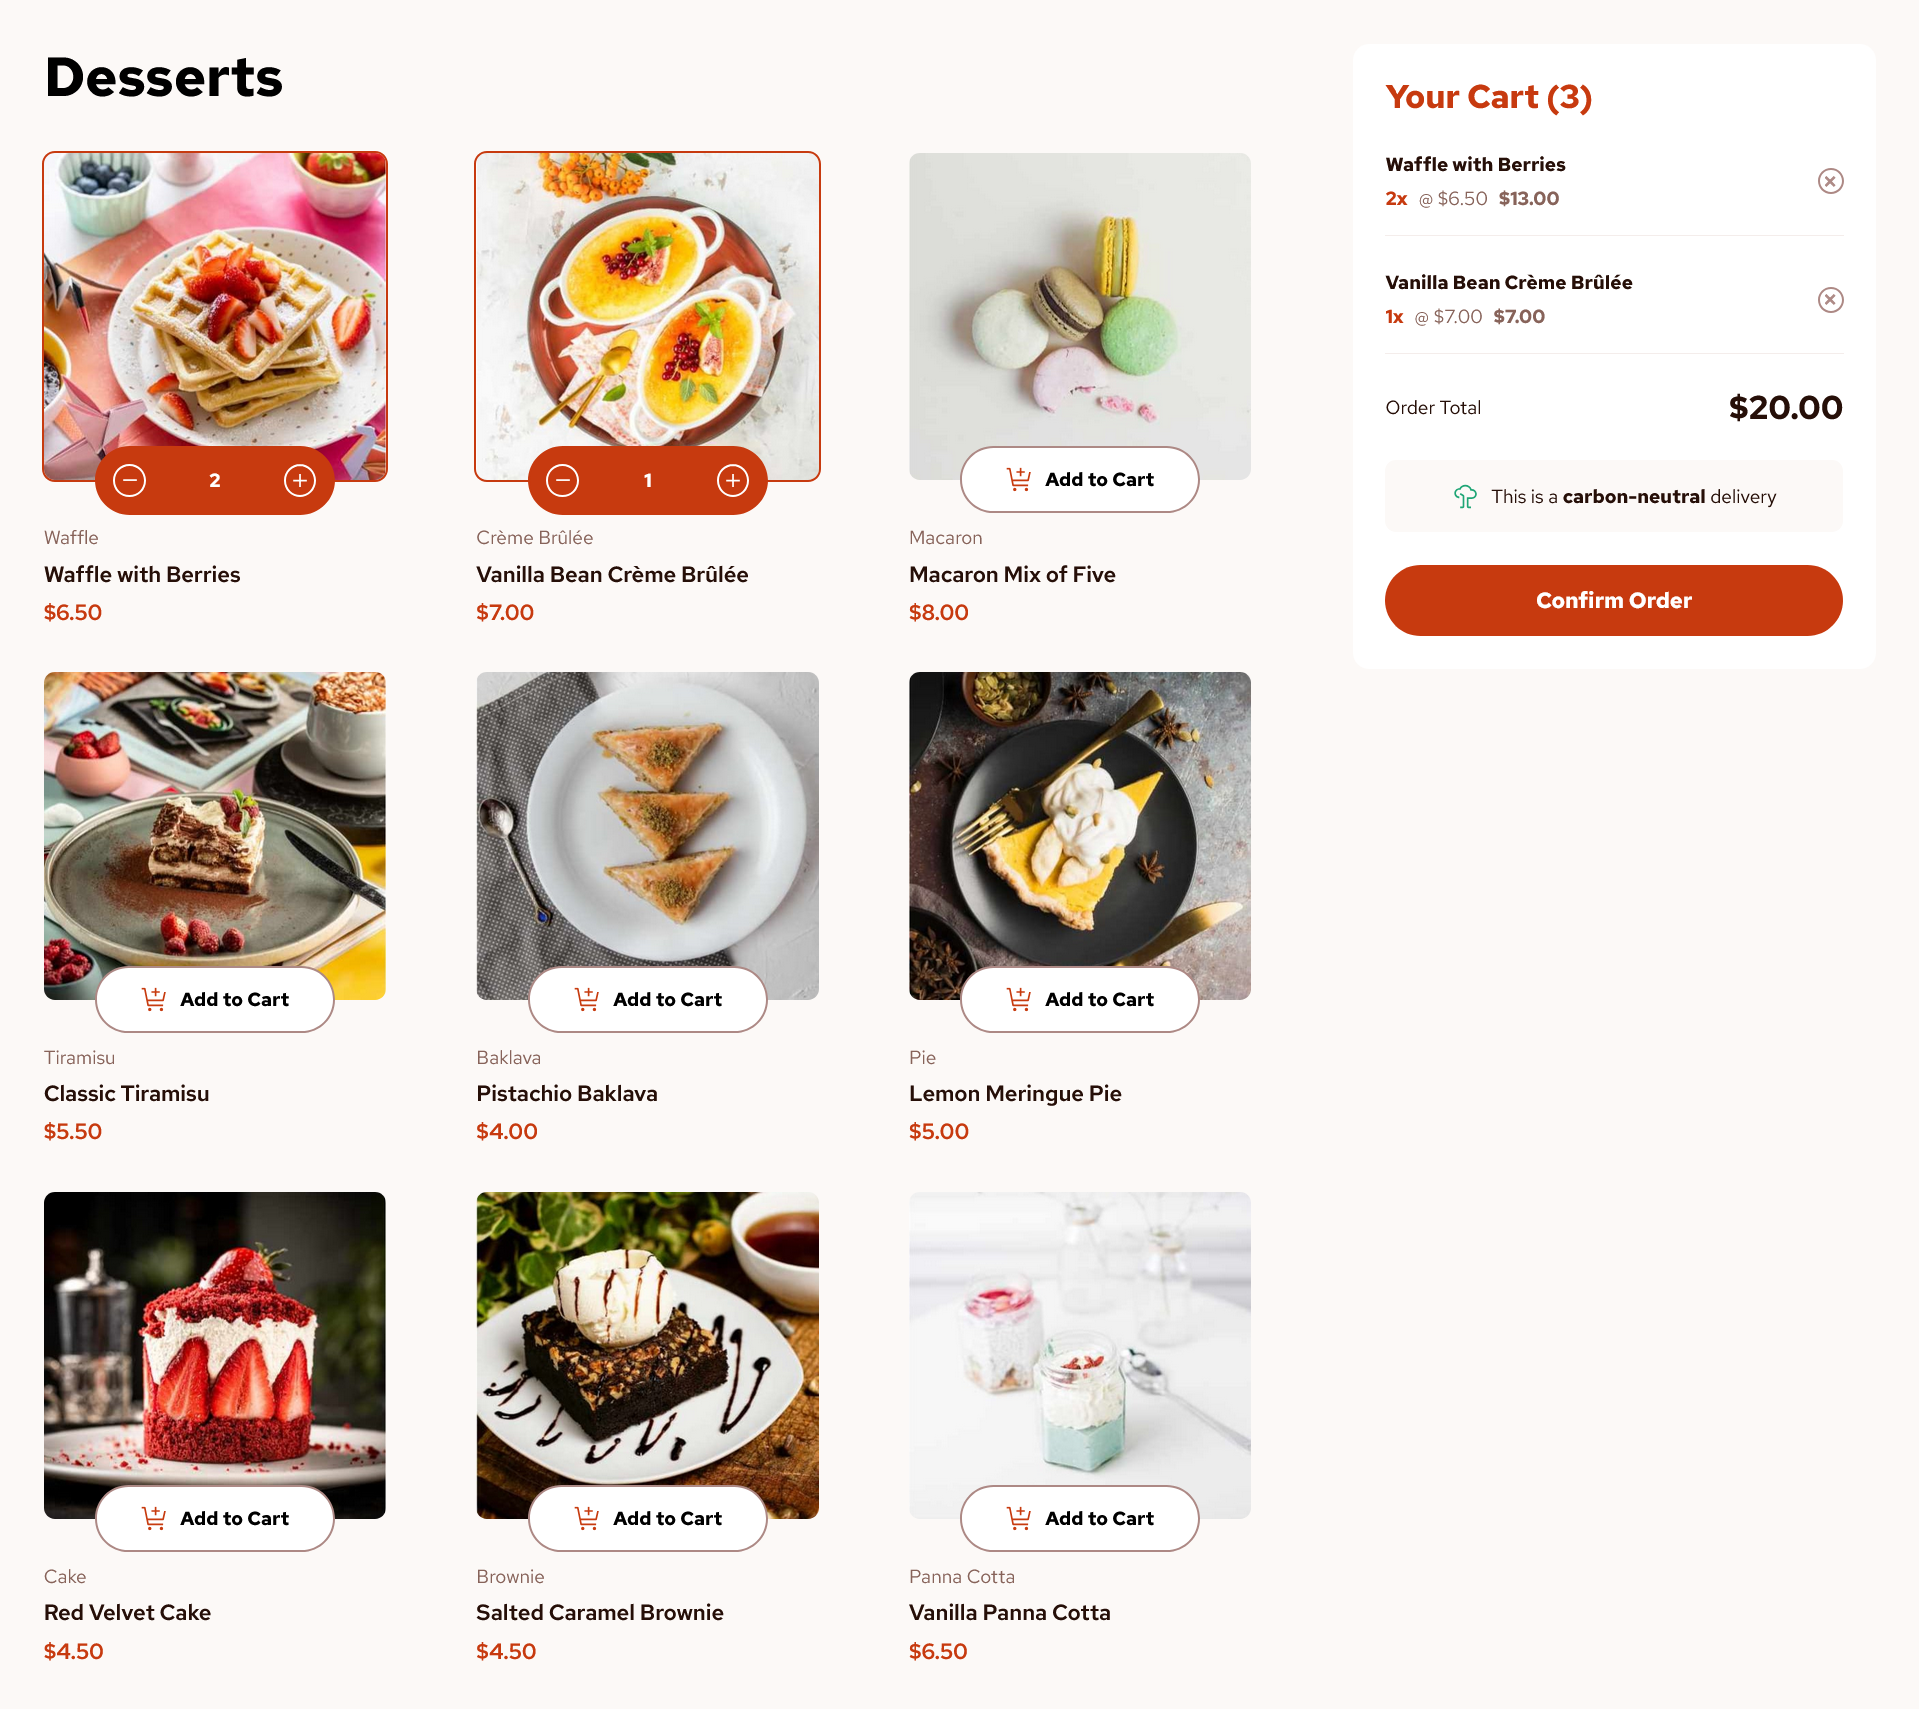 Desserts
2
Waffle
Waffle with Berries
$6.50
1
Crème Brûlée
Vanilla Bean Crème Brûlée
$7.00
Add to Cart
Macaron
Macaron Mix of Five
$8.00
Add to Cart
Tiramisu
Classic Tiramisu
$5.50
Add to Cart
Baklava
Pistachio Baklava
$4.00
Add to Cart
Pie
Lemon Meringue Pie
$5.00
Add to Cart
Cake
Red Velvet Cake
$4.50
Add to Cart
Brownie
Salted Caramel Brownie
$4.50
Add to Cart
Panna Cotta
Vanilla Panna Cotta
$6.50
Your Cart (3)
Waffle with Berries
2x @ $6.50 $13.00
Vanilla Bean Crème Brûlée
1x @ $7.00 $7.00
Order Total $20.00
This is a carbon-neutral delivery
Confirm Order